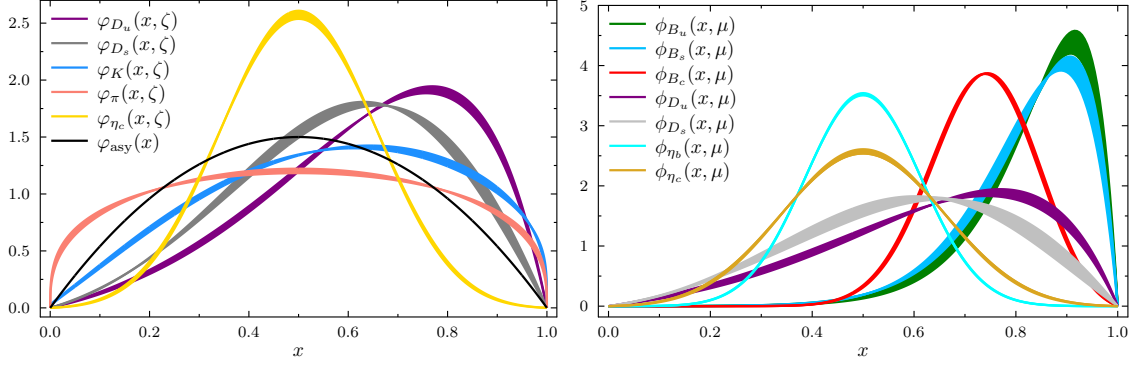 2.5
2.0
1.5
1.0
0.5
0.0
φ_{D_u}(x, ζ)
φ_{D_s}(x, ζ)
φ_K(x, ζ)
φ_π(x, ζ)
φ_{η_c}(x, ζ)
φ_{asy}(x)
0.0 0.2 0.4 0.6 0.8 1.0
x
5
4
3
2
1
0
ϕ_{B_u}(x, μ)
ϕ_{B_s}(x, μ)
ϕ_{B_c}(x, μ)
ϕ_{D_u}(x, μ)
ϕ_{D_s}(x, μ)
ϕ_{η_b}(x, μ)
ϕ_{η_c}(x, μ)
0.0 0.2 0.4 0.6 0.8 1.0
x